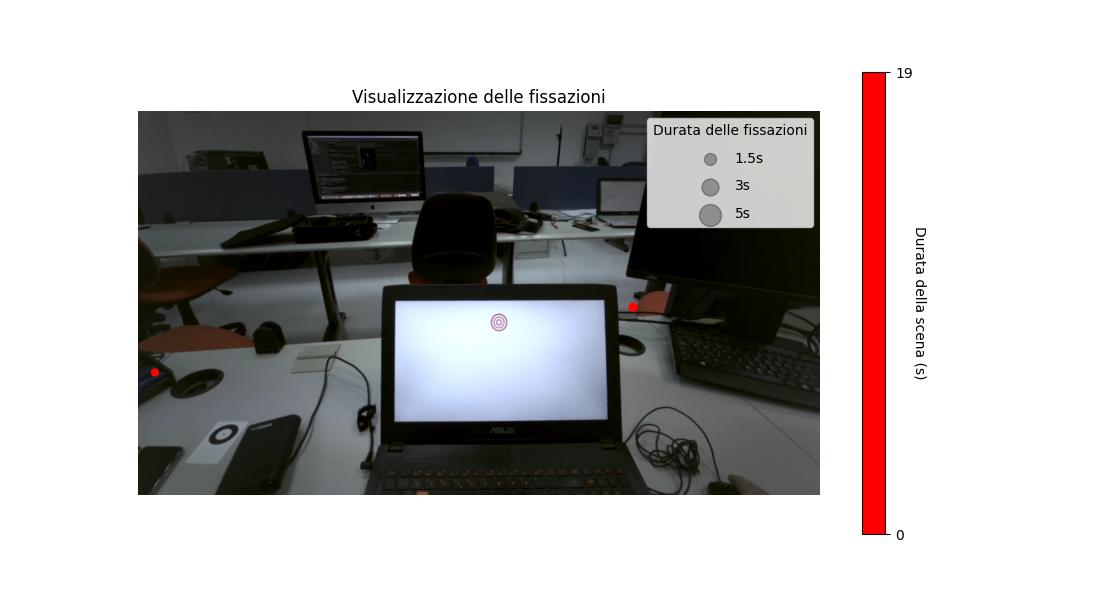 Visualizzazione delle fissazioni
Durata delle fissazioni
1.5s
3s
5s
19
Durata della scena (s)
0
ASUS